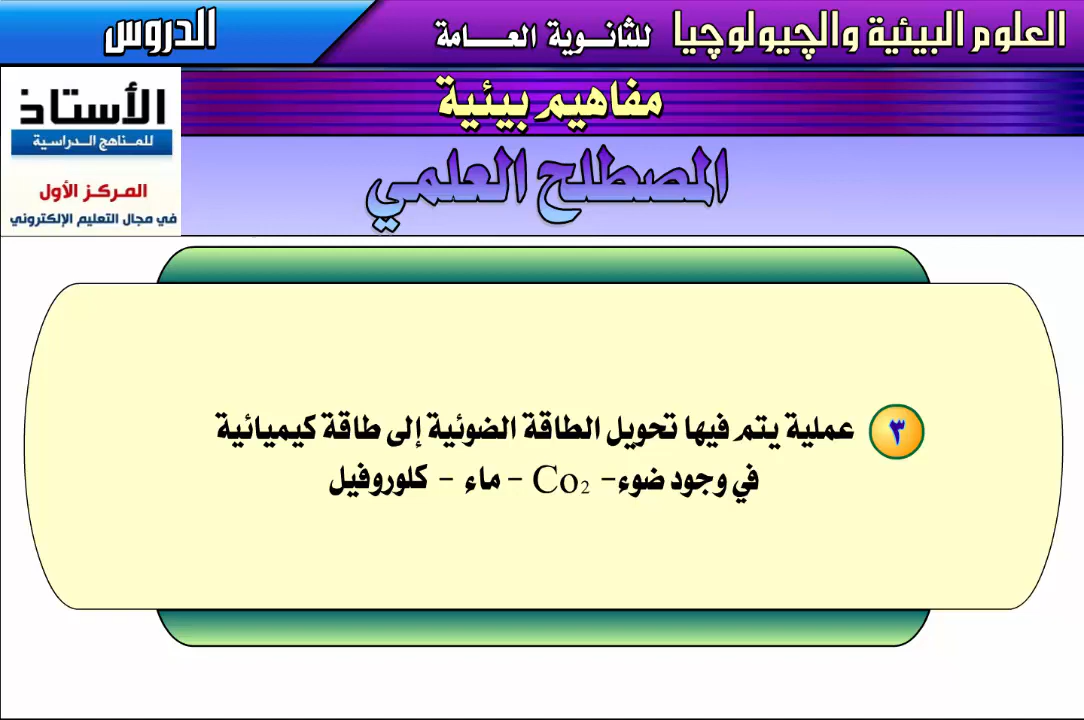 العلوم البيئية والچيولوچيا للثانوية العـامة
الدروس
الأستاذ
للمناهج الدراسية
المركز الأول
في مجال التعليم الإلكتروني
مفاهيم بيئية
المصطلح العلمي
٣ عملية يتم فيها تحويل الطاقة الضوئية إلى طاقة كيميائية
في وجود ضوء- Co₂ - ماء - كلوروفيل